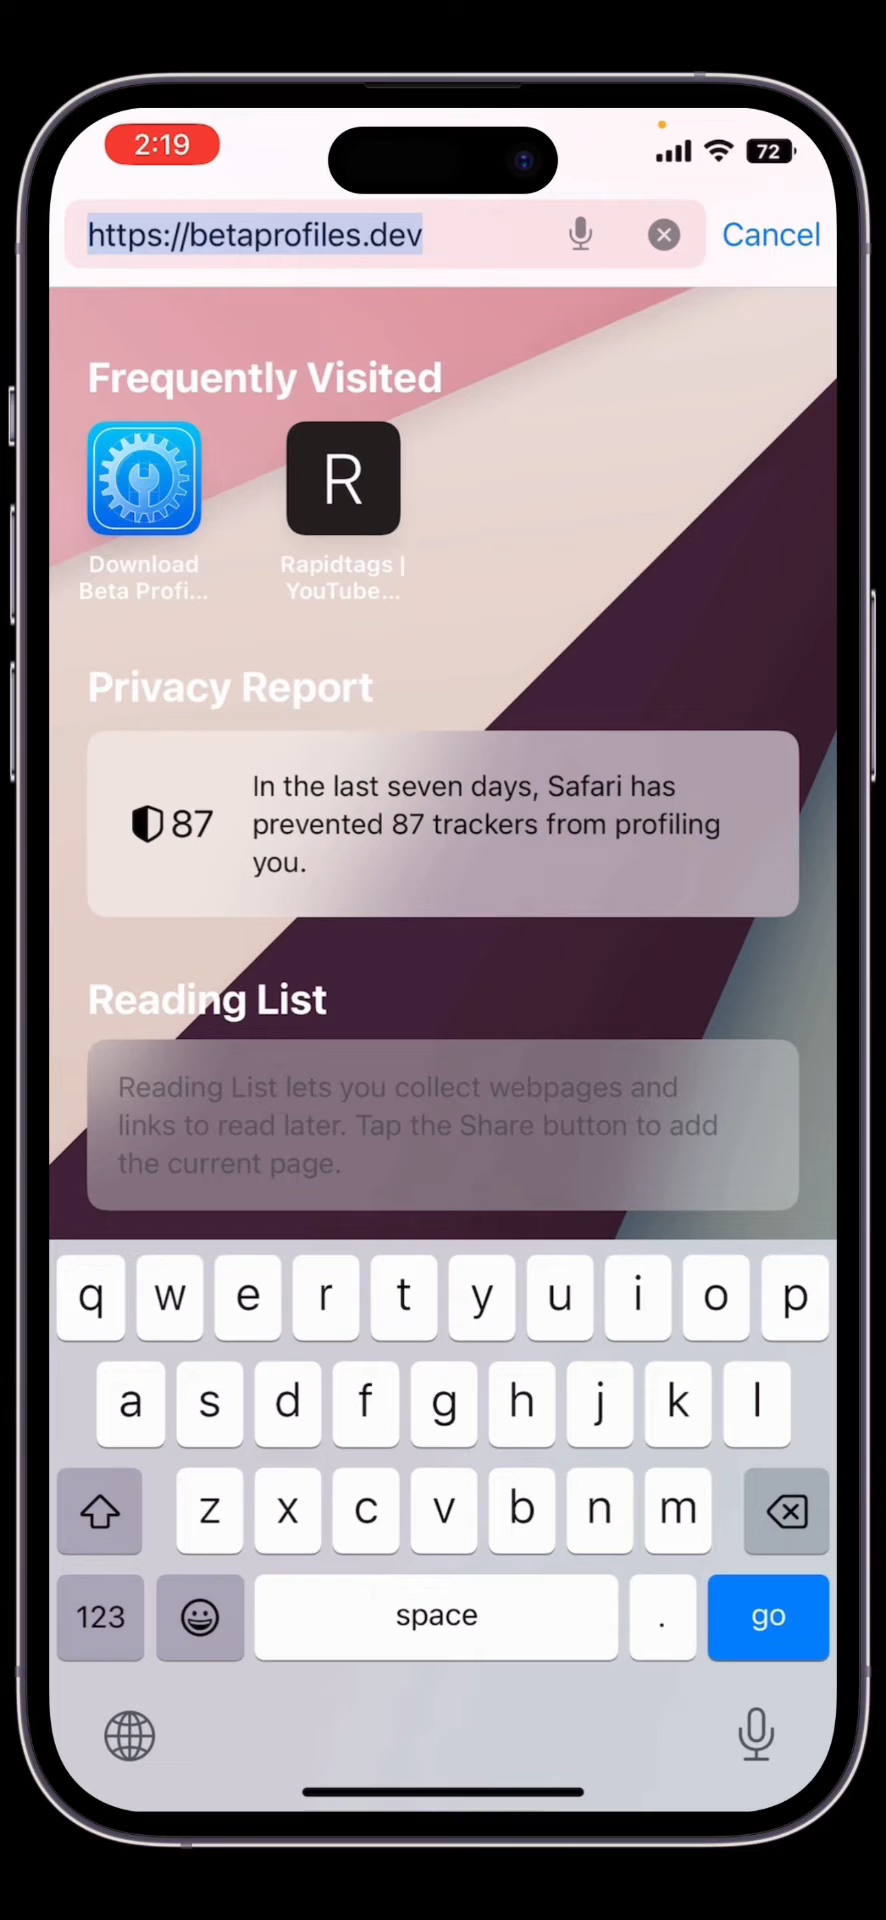 2:19
72
https://betaprofiles.dev
Cancel
Frequently Visited
R
Download
Beta Profi...
Rapidtags |
YouTube...
Privacy Report
87
In the last seven days, Safari has
prevented 87 trackers from profiling
you.
Reading List
Reading List lets you collect webpages and
links to read later. Tap the Share button to add
the current page.
q w e r t y u i o p
a s d f g h j k l
z x c v b n m
123 space . go